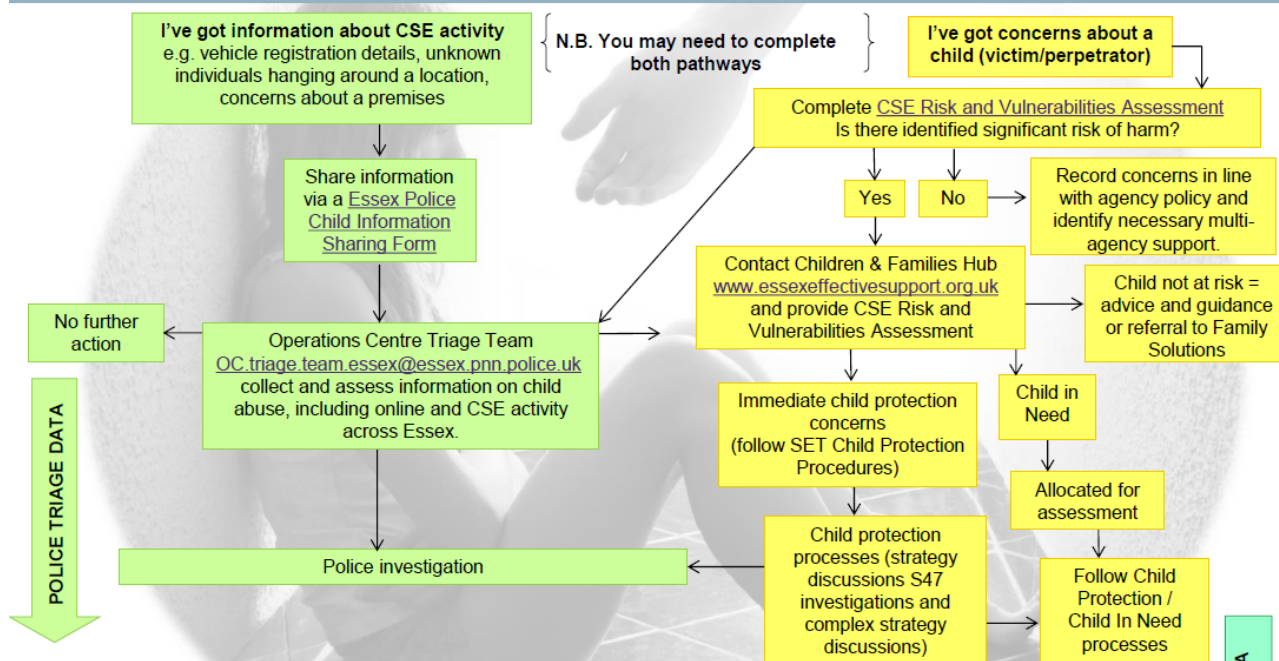 I've got information about CSE activity
e.g. vehicle registration details, unknown
individuals hanging around a location,
concerns about a premises
N.B. You may need to complete
both pathways
I've got concerns about a
child (victim/perpetrator)
Complete CSE Risk and Vulnerabilities Assessment
Is there identified significant risk of harm?
Share information
via a Essex Police
Child Information
Sharing Form
Yes
No
Record concerns in line
with agency policy and
identify necessary multi-
agency support.
Contact Children & Families Hub
www.essexeffectivesupport.org.uk
and provide CSE Risk and
Vulnerabilities Assessment
Child not at risk =
advice and guidance
or referral to Family
Solutions
No further
action
Operations Centre Triage Team
OC.triage.team.essex@essex.pnn.police.uk
collect and assess information on child
abuse, including online and CSE activity
across Essex.
Immediate child protection
concerns
(follow SET Child Protection
Procedures)
Child in
Need
Allocated for
assessment
POLICE TRIAGE DATA
Police investigation
Child protection
processes (strategy
discussions S47
investigations and
complex strategy
discussions)
Follow Child
Protection /
Child In Need
processes
A